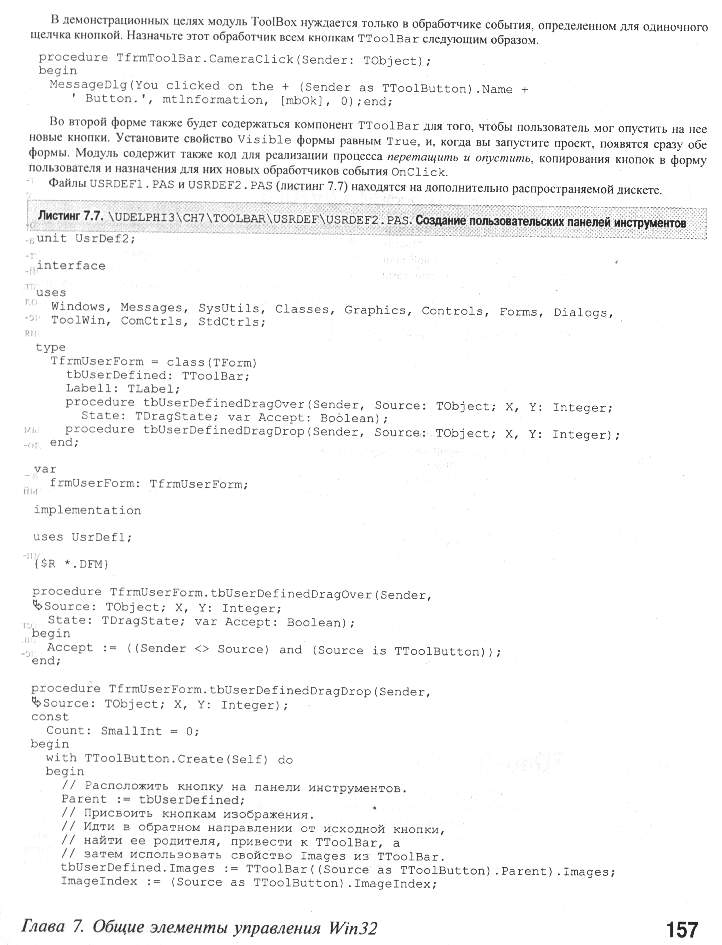 В демонстрационных целях модуль ToolBox нуждается только в обработчике события, определенном для одиночного
щелчка кнопкой. Назначьте этот обработчик всем кнопкам TToolBar следующим образом.
procedure TfrmToolBar.CameraClick(Sender: TObject);
begin
MessageDlg(You clicked on the + (Sender as TToolButton).Name +
' Button.', mtInformation, [mbOk], 0);end;
Во второй форме также будет содержаться компонент TToolBar для того, чтобы пользователь мог опустить на нее
новые кнопки. Установите свойство Visible формы равным True, и, когда вы запустите проект, появятся сразу обе
формы. Модуль содержит также код для реализации процесса перетащить и опустить, копирования кнопок в форму
пользователя и назначения для них новых обработчиков события OnClick.
Файлы USRDEF1.PAS и USRDEF2.PAS (листинг 7.7) находятся на дополнительно распространяемой дискете.
Листинг 7.7. \UDELPHI3\CH7\TOOLBAR\USRDEF\USRDEF2.PAS. Создание пользовательских панелей инструментов
unit UsrDef2;
interface
uses
Windows, Messages, SysUtils, Classes, Graphics, Controls, Forms, Dialogs,
ToolWin, ComCtrls, StdCtrls;
type
TfrmUserForm = class(TForm)
tbUserDefined: TToolBar;
Label1: TLabel;
procedure tbUserDefinedDragOver(Sender, Source: TObject; X, Y: Integer;
State: TDragState; var Accept: Boolean);
procedure tbUserDefinedDragDrop(Sender, Source: TObject; X, Y: Integer);
end;
var
frmUserForm: TfrmUserForm;
implementation
uses UsrDef1;
{$R *.DFM}
procedure TfrmUserForm.tbUserDefinedDragOver(Sender,
Source: TObject; X, Y: Integer;
State: TDragState; var Accept: Boolean);
begin
Accept := ((Sender <> Source) and (Source is TToolButton));
end;
procedure TfrmUserForm.tbUserDefinedDragDrop(Sender,
Source: TObject; X, Y: Integer);
const
Count: SmallInt = 0;
begin
with TToolButton.Create(Self) do
begin
// Расположить кнопку на панели инструментов.
Parent := tbUserDefined;
// Присвоить кнопкам изображения.
// Идти в обратном направлении от исходной кнопки,
// найти ее родителя, привести к TToolBar, а
// затем использовать свойство Images из TToolBar.
tbUserDefined.Images := TToolBar((Source as TToolButton).Parent).Images;
ImageIndex := (Source as TToolButton).ImageIndex;
Глава 7. Общие элементы управления Win32
157